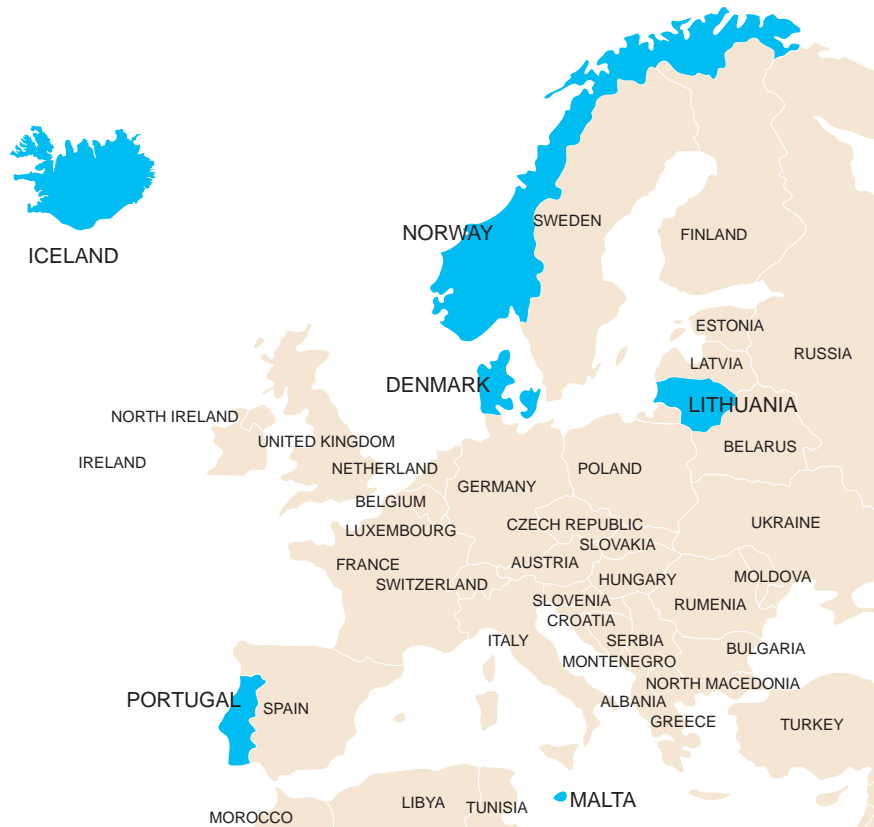 NORWAY
SWEDEN
FINLAND
ICELAND
ESTONIA
RUSSIA
LATVIA
DENMARK
LITHUANIA
NORTH IRELAND
UNITED KINGDOM
BELARUS
IRELAND
NETHERLAND
POLAND
GERMANY
BELGIUM
CZECH REPUBLIC
UKRAINE
LUXEMBOURG
SLOVAKIA
FRANCE
AUSTRIA
SWITZERLAND
HUNGARY
MOLDOVA
SLOVENIA
RUMENIA
CROATIA
ITALY
SERBIA
BULGARIA
MONTENEGRO
NORTH MACEDONIA
PORTUGAL
SPAIN
ALBANIA
GREECE
TURKEY
LIBYA
TUNISIA
MALTA
MOROCCO